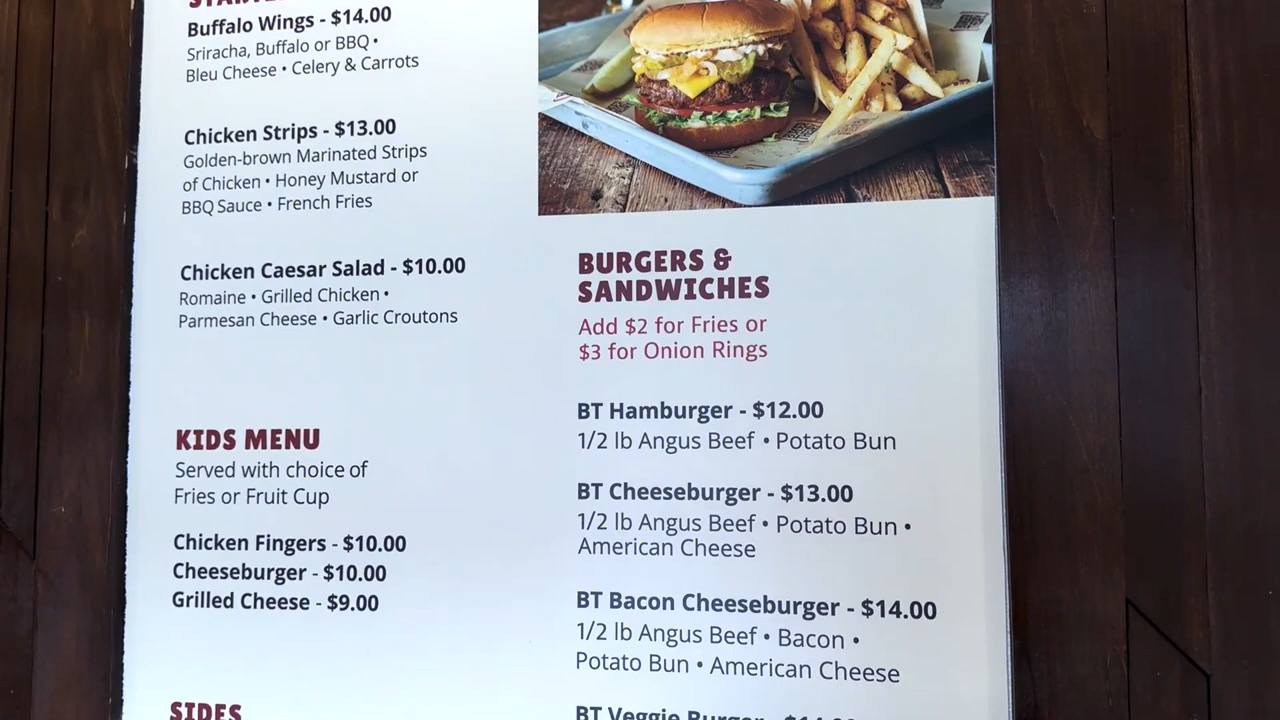 Buffalo Wings - $14.00
Sriracha, Buffalo or BBQ •
Bleu Cheese • Celery & Carrots
Chicken Strips - $13.00
Golden-brown Marinated Strips
of Chicken • Honey Mustard or
BBQ Sauce • French Fries
Chicken Caesar Salad - $10.00
Romaine • Grilled Chicken •
Parmesan Cheese • Garlic Croutons
KIDS MENU
Served with choice of
Fries or Fruit Cup
Chicken Fingers - $10.00
Cheeseburger - $10.00
Grilled Cheese - $9.00
SIDES
BURGERS &
SANDWICHES
Add $2 for Fries or
$3 for Onion Rings
BT Hamburger - $12.00
1/2 lb Angus Beef • Potato Bun
BT Cheeseburger - $13.00
1/2 lb Angus Beef • Potato Bun •
American Cheese
BT Bacon Cheeseburger - $14.00
1/2 lb Angus Beef • Bacon •
Potato Bun • American Cheese
BT Veggie Burger